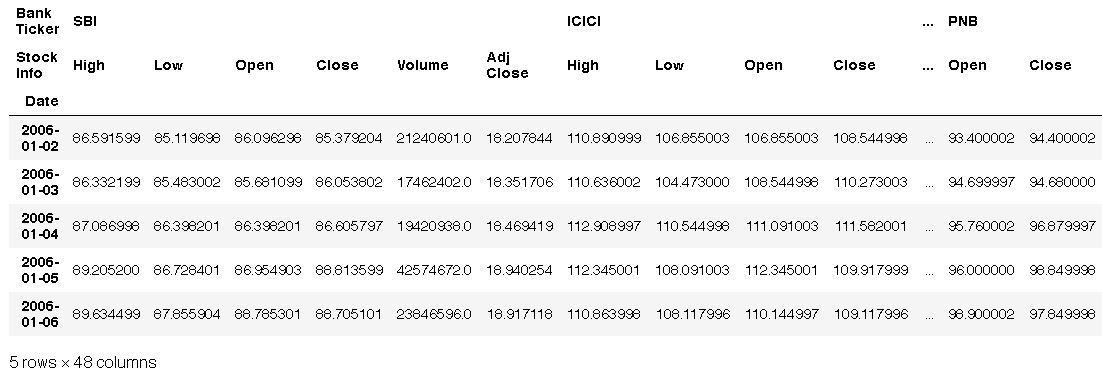 Bank Ticker SBI ICICI ... PNB
Stock Info High Low Open Close Volume Adj Close High Low Open Close ... Open Close
Date
2006-01-02 86.591599 85.119698 86.096298 85.379204 21240601.0 18.207844 110.890999 106.855003 106.855003 108.544998 ... 93.400002 94.400002
2006-01-03 86.332199 85.483002 85.681099 86.053802 17462402.0 18.351706 110.636002 104.473000 108.544998 110.273003 ... 94.699997 94.680000
2006-01-04 87.086998 86.398201 86.398201 86.605797 19420938.0 18.469419 112.908997 110.544998 111.091003 111.582001 ... 95.760002 96.879997
2006-01-05 89.205200 86.728401 86.954903 88.813599 42574672.0 18.940254 112.345001 108.091003 112.345001 109.917999 ... 96.000000 98.849998
2006-01-06 89.634499 87.855904 88.785301 88.705101 23846596.0 18.917118 110.863998 108.117996 110.144997 109.117996 ... 98.900002 97.849998
5 rows × 48 columns